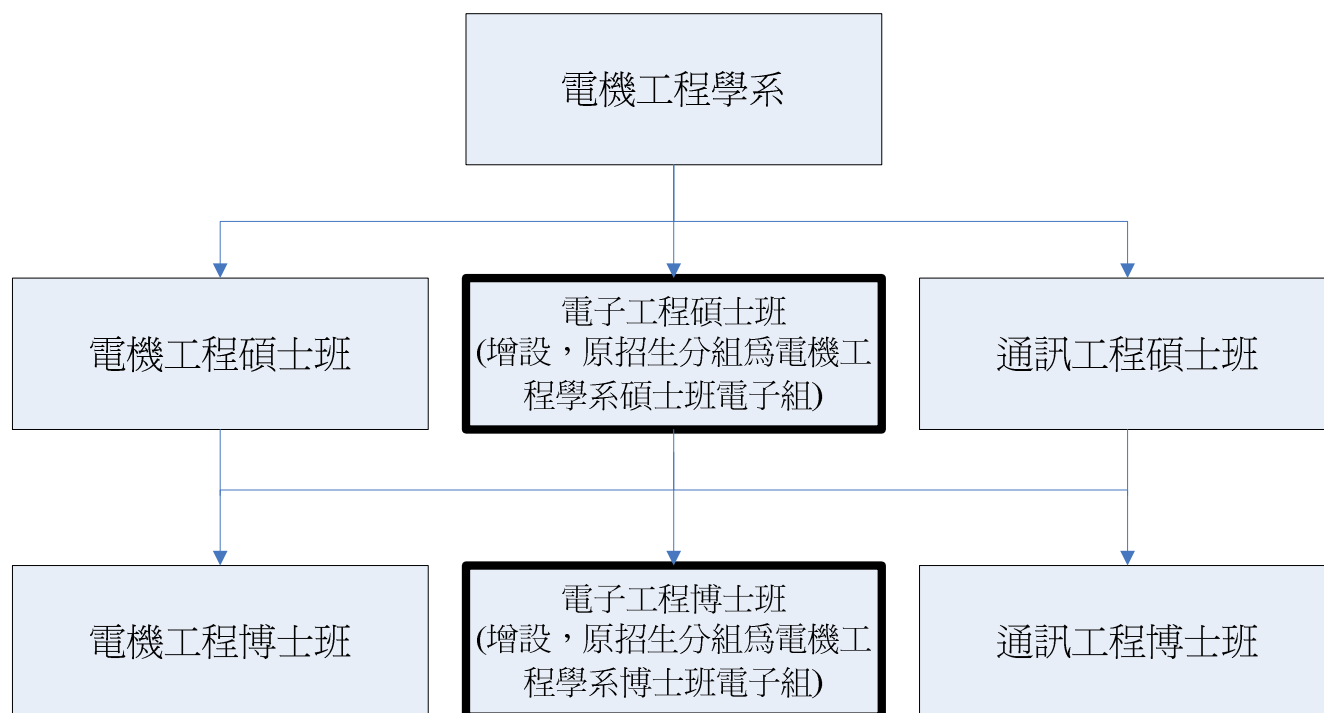 電機工程學系
電機工程碩士班
電子工程碩士班
(增設，原招生分組為電機工
程學系碩士班電子組)
通訊工程碩士班
電機工程博士班
電子工程博士班
(增設，原招生分組為電機工
程學系博士班電子組)
通訊工程博士班